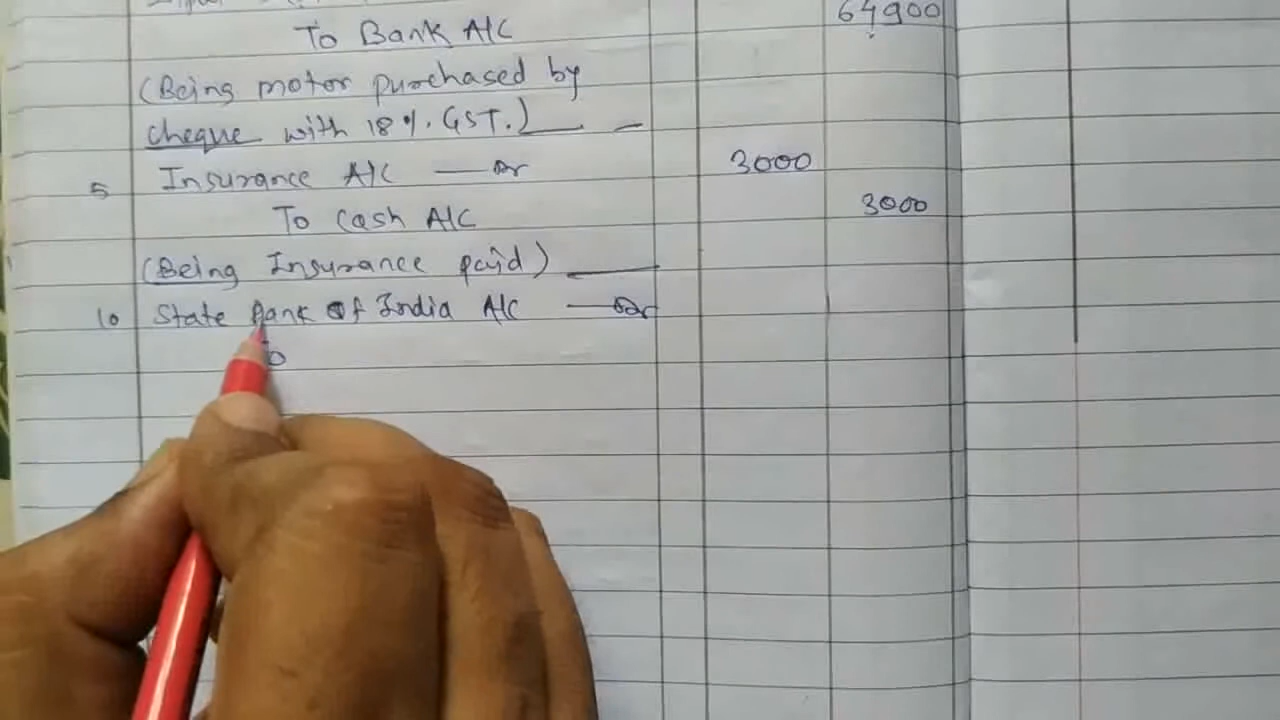 64900
To Bank A/C
(Being motor purchased by
cheque with 18%. GST.)
5 Insurance A/C — Dr 3000
To Cash A/C 3000
(Being Insurance paid)
10 State Bank of India A/C — Dr
To